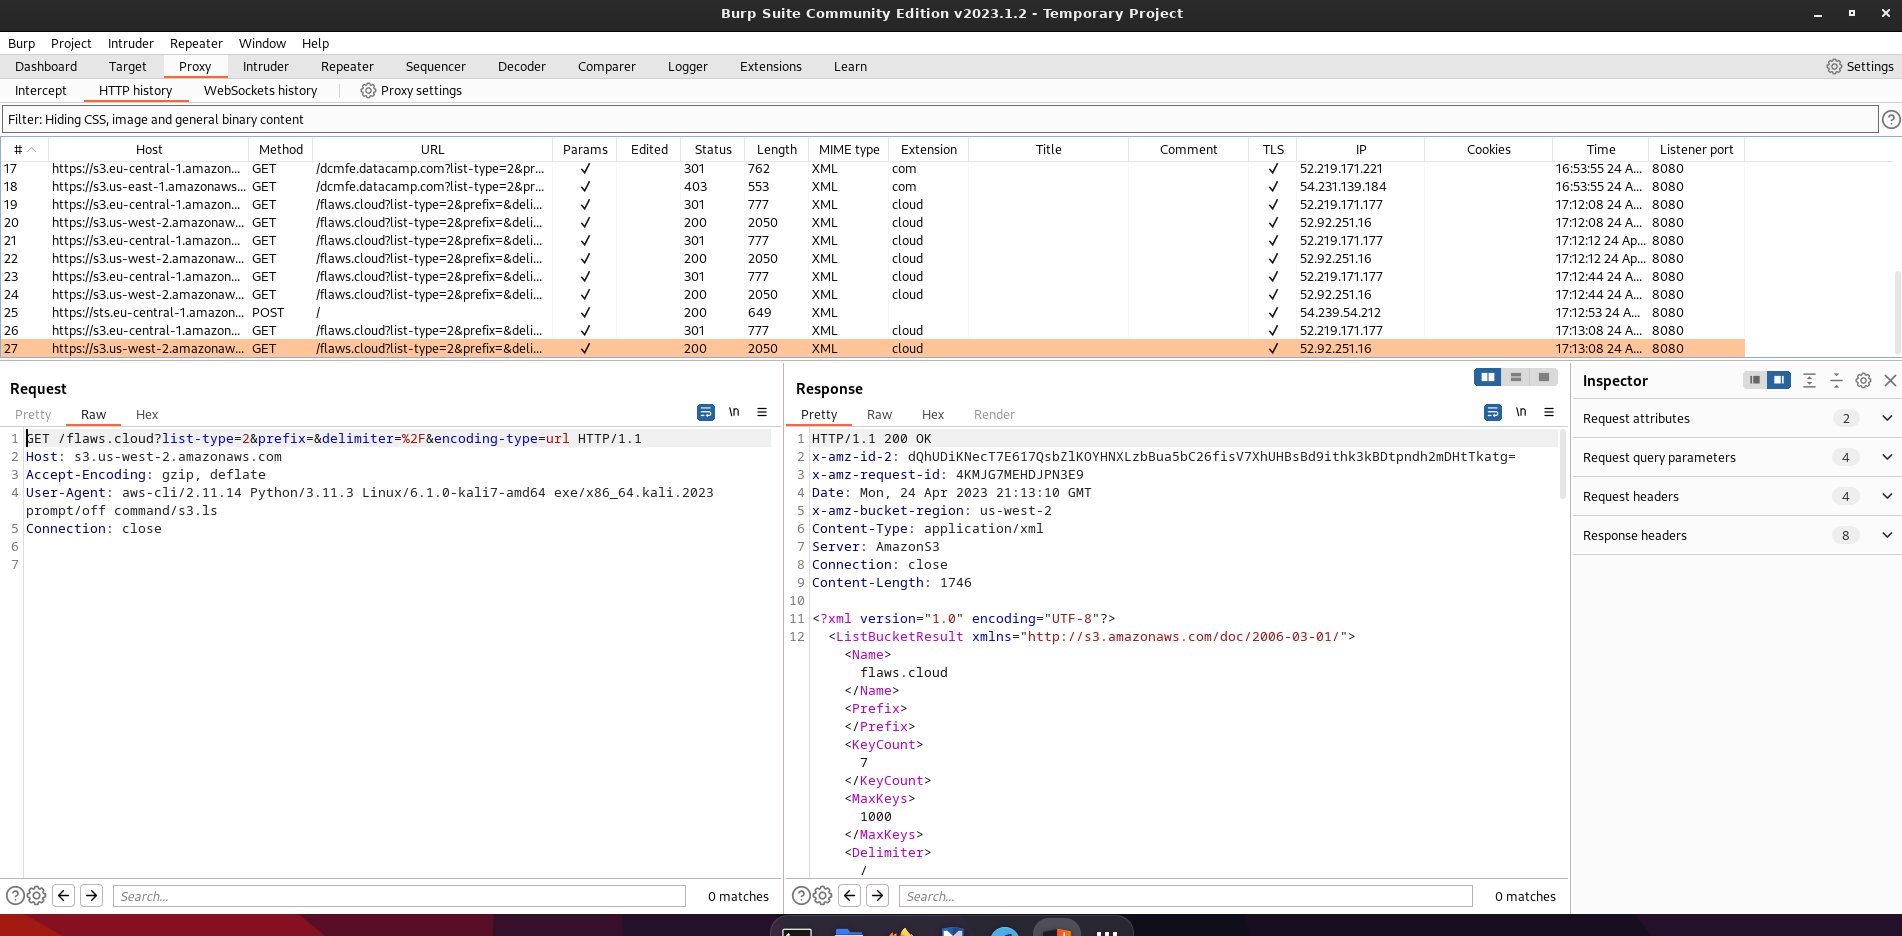 Burp Suite Community Edition v2023.1.2 - Temporary Project
Burp Project Intruder Repeater Window Help
Dashboard Target Proxy Intruder Repeater Sequencer Decoder Comparer Logger Extensions Learn Settings
Intercept HTTP history WebSockets history Proxy settings
Filter: Hiding CSS, image and general binary content
# Host Method URL Params Edited Status Length MIME type Extension Title Comment TLS IP Cookies Time Listener port
17 https://s3.eu-central-1.amazon... GET /dcmfe.datacamp.com?list-type=2&pr... ✓ 301 762 XML com ✓ 52.219.171.221 16:53:55 24 A... 8080
18 https://s3.us-east-1.amazonaws... GET /dcmfe.datacamp.com?list-type=2&pr... ✓ 403 553 XML com ✓ 54.231.139.184 16:53:55 24 A... 8080
19 https://s3.eu-central-1.amazon... GET /flaws.cloud?list-type=2&prefix=&deli... ✓ 301 777 XML cloud ✓ 52.219.171.177 17:12:08 24 A... 8080
20 https://s3.us-west-2.amazonaw... GET /flaws.cloud?list-type=2&prefix=&deli... ✓ 200 2050 XML cloud ✓ 52.92.251.16 17:12:08 24 A... 8080
21 https://s3.eu-central-1.amazon... GET /flaws.cloud?list-type=2&prefix=&deli... ✓ 301 777 XML cloud ✓ 52.219.171.177 17:12:12 24 Ap... 8080
22 https://s3.us-west-2.amazonaw... GET /flaws.cloud?list-type=2&prefix=&deli... ✓ 200 2050 XML cloud ✓ 52.92.251.16 17:12:12 24 Ap... 8080
23 https://s3.eu-central-1.amazon... GET /flaws.cloud?list-type=2&prefix=&deli... ✓ 301 777 XML cloud ✓ 52.219.171.177 17:12:44 24 A... 8080
24 https://s3.us-west-2.amazonaw... GET /flaws.cloud?list-type=2&prefix=&deli... ✓ 200 2050 XML cloud ✓ 52.92.251.16 17:12:44 24 A... 8080
25 https://sts.eu-central-1.amazon... POST / ✓ 200 649 XML ✓ 54.239.54.212 17:12:53 24 A... 8080
26 https://s3.eu-central-1.amazon... GET /flaws.cloud?list-type=2&prefix=&deli... ✓ 301 777 XML cloud ✓ 52.219.171.177 17:13:08 24 A... 8080
27 https://s3.us-west-2.amazonaw... GET /flaws.cloud?list-type=2&prefix=&deli... ✓ 200 2050 XML cloud ✓ 52.92.251.16 17:13:08 24 A... 8080
Request
Pretty Raw Hex \n
1 GET /flaws.cloud?list-type=2&prefix=&delimiter=%2F&encoding-type=url HTTP/1.1
2 Host: s3.us-west-2.amazonaws.com
3 Accept-Encoding: gzip, deflate
4 User-Agent: aws-cli/2.11.14 Python/3.11.3 Linux/6.1.0-kali7-amd64 exe/x86_64.kali.2023
prompt/off command/s3.ls
5 Connection: close
6
7
Search... 0 matches
Response
Pretty Raw Hex Render \n
1 HTTP/1.1 200 OK
2 x-amz-id-2: dQhUDiKNecT7E617QsbZlKOYHNXLzbBua5bC26fisV7XhUHBsBd9ithk3kBDtpndh2mDHtTkatg=
3 x-amz-request-id: 4KMJG7MEHDJPN3E9
4 Date: Mon, 24 Apr 2023 21:13:10 GMT
5 x-amz-bucket-region: us-west-2
6 Content-Type: application/xml
7 Server: AmazonS3
8 Connection: close
9 Content-Length: 1746
10
11 <?xml version="1.0" encoding="UTF-8"?>
12 <ListBucketResult xmlns="http://s3.amazonaws.com/doc/2006-03-01/">
<Name>
flaws.cloud
</Name>
<Prefix>
</Prefix>
<KeyCount>
7
</KeyCount>
<MaxKeys>
1000
</MaxKeys>
<Delimiter>
/
Search... 0 matches
Inspector
Request attributes 2
Request query parameters 4
Request headers 4
Response headers 8